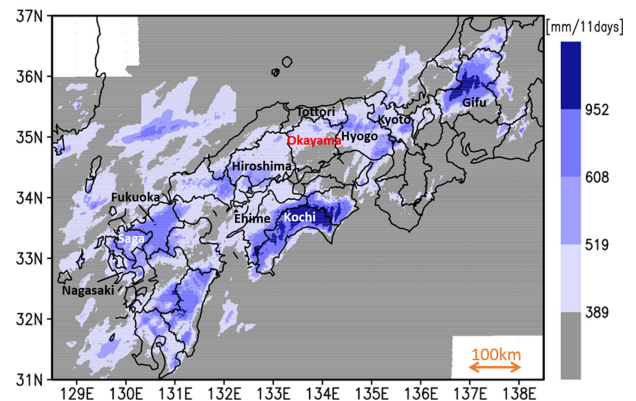 [mm/11days]
37N
36N
35N
34N
33N
32N
31N
952
608
519
389
Gifu
Tottori
Kyoto
Hyogo
Okayama
Hiroshima
Fukuoka
Ehime
Kochi
Saga
Nagasaki
100km
129E 130E 131E 132E 133E 134E 135E 136E 137E 138E